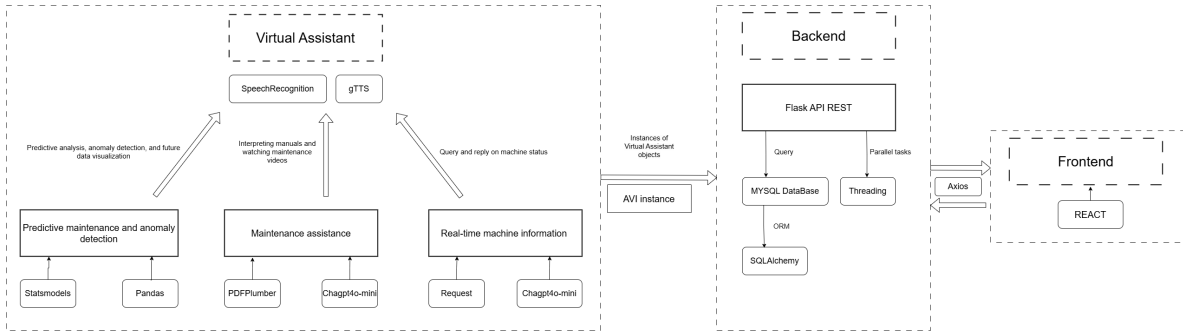 Virtual Assistant
SpeechRecognition
gTTS
Predictive analysis, anomaly detection, and future
data visualization
Interpreting manuals and
watching maintenance
videos
Query and reply on machine status
Predictive maintenance and anomaly
detection
Maintenance assistance
Real-time machine information
Statsmodels
Pandas
PDFPlumber
Chagpt4o-mini
Request
Chagpt4o-mini
Instances of
Virtual Assistant
objects
AVI instance
Backend
Flask API REST
Query
Parallel tasks
MYSQL DataBase
Threading
ORM
SQLAlchemy
Axios
Frontend
REACT